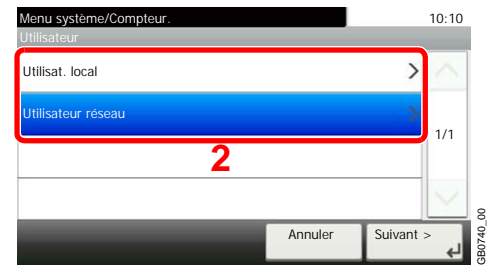 Menu système/Compteur. 10:10
Utilisateur
Utilisat. local
Utilisateur réseau
1/1
2
Annuler Suivant >
GB0740_00